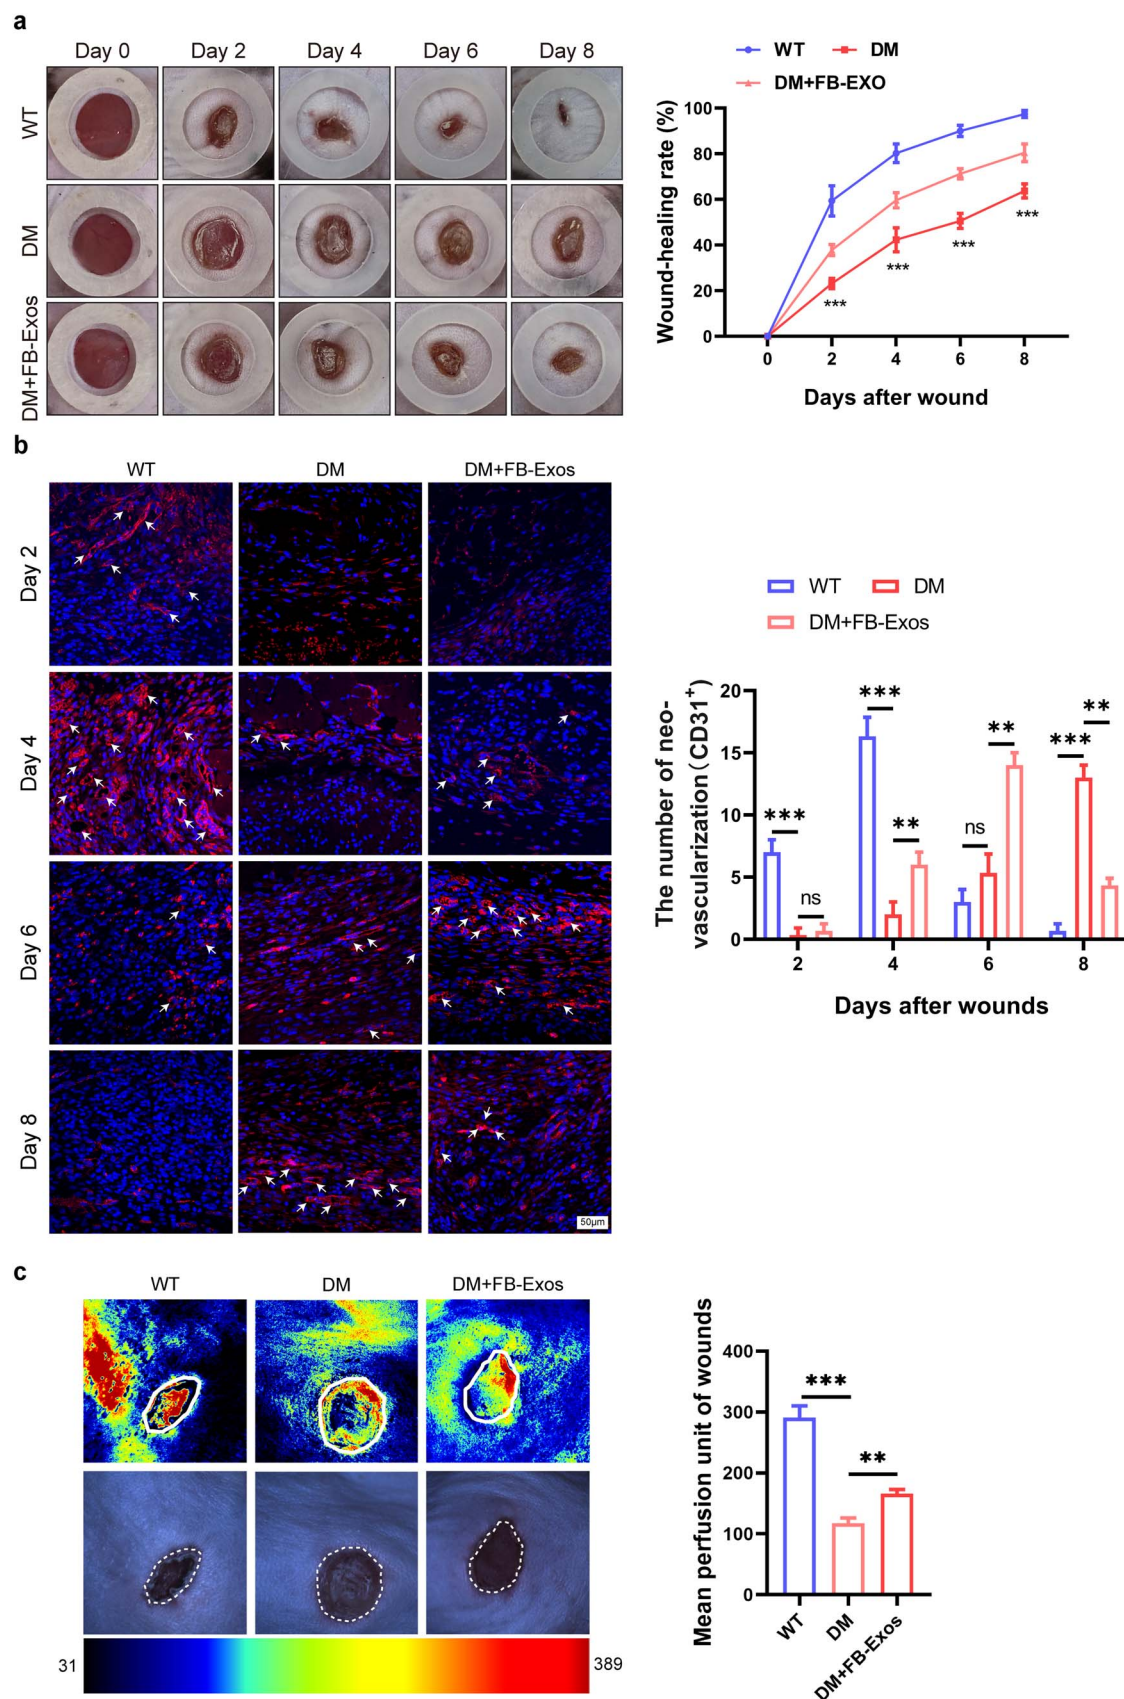 a
Day 0 Day 2 Day 4 Day 6 Day 8
WT
DM
DM+FB-Exos
WT DM
DM+FB-EXO
Wound-healing rate (%)
100
80
60
40
20
0
*** *** *** ***
0 2 4 6 8
Days after wound
b
WT DM DM+FB-Exos
Day 2
Day 4
Day 6
Day 8
50μm
WT DM
DM+FB-Exos
The number of neo-
vascularization(CD31+)
20
15
10
5
0
*** ns
*** **
ns **
*** **
2 4 6 8
Days after wounds
c
WT DM DM+FB-Exos
31 389
Mean perfusion unit of wounds
400
300
200
100
0
***
**
WT DM DM+FB-Exos